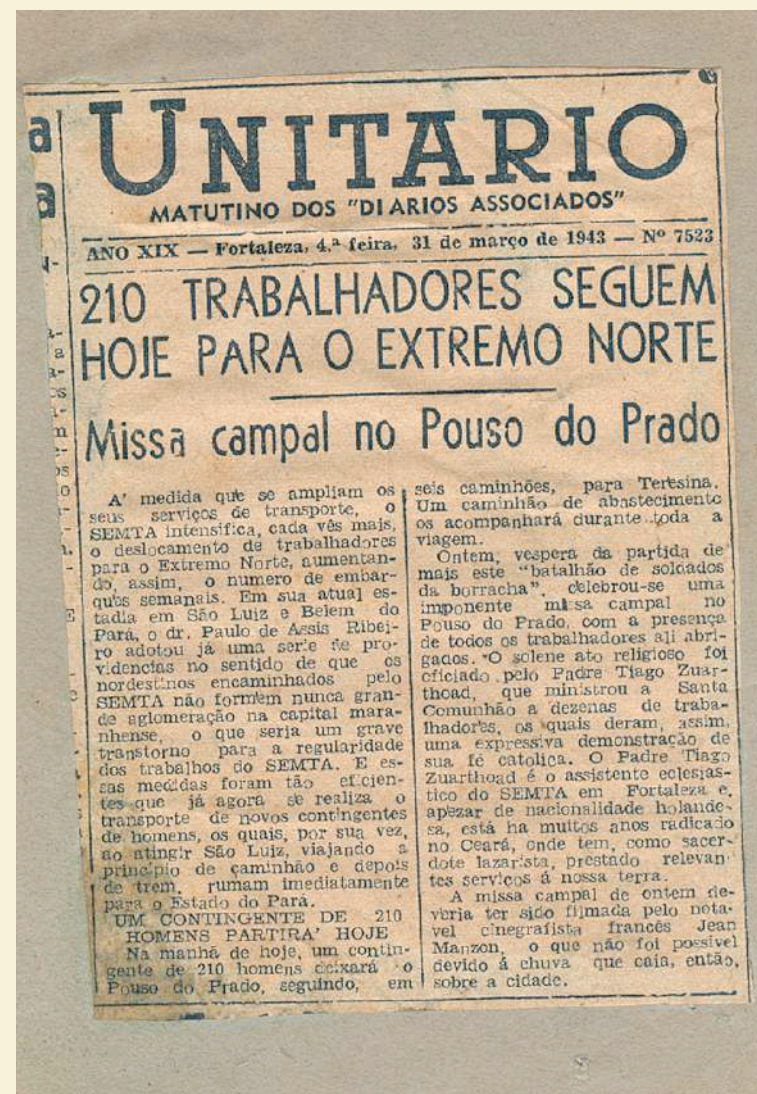 UNITARIO
MATUTINO DOS "DIARIOS ASSOCIADOS"
ANO XIX — Fortaleza, 4.ª feira, 31 de março de 1943 — Nº 7523
210 TRABALHADORES SEGUEM
HOJE PARA O EXTREMO NORTE
Missa campal no Pouso do Prado
A' medida que se ampliam os
seus serviços de transporte, o
SEMTA intensifica, cada vês mais,
o deslocamento de trabalhadores
para o Extremo Norte, aumentan-
do, assim, o numero de embar-
ques semanais. Em sua atual es-
tadia em São Luiz e Belem do
Pará, o dr. Paulo de Assis Ribei-
ro adotou já uma serie de pro-
videncias no sentido de que os
nordestinos encaminhados pelo
SEMTA não formem nunca gran-
de aglomeração na capital mara-
nhense, o que seria um grave
transtorno para a regularidade
dos trabalhos do SEMTA. E es-
sas medidas foram tão eficien-
tes que já agora se realiza o
transporte de novos contingentes
de homens, os quais, por sua vez,
ao atingir São Luiz, viajando a
principio de caminhão e depois
de trem, rumam imediatamente
para o Estado do Pará.
UM CONTINGENTE DE 210
HOMENS PARTIRA' HOJE
Na manhã de hoje, um contin-
gente de 210 homens deixará o
Pouso do Prado, seguindo, em
seis caminhões, para Teresina.
Um caminhão de abastecimento
os acompanhará durante toda a
viagem.
Ontem, vespera da partida de
mais este "batalhão de soldados
da borracha", celebrou-se uma
imponente missa campal no
Pouso do Prado, com a presença
de todos os trabalhadores ali abri-
gados. O solene ato religioso foi
oficiado pelo Padre Tiago Zuar-
thoad, que ministrou a Santa
Comunhão a dezenas de traba-
lhadores, os quais deram, assim,
uma expressiva demonstração de
sua fé catolica. O Padre Tiago
Zuarthoad é o assistente eclesiás-
tico do SEMTA em Fortaleza e,
apezar de nacionalidade holande-
sa, está ha muitos anos radicado
no Ceará, onde tem, como sacer-
dote lazarista, prestado relevan-
tes serviços á nossa terra.
A missa campal de ontem de-
veria ter sido filmada pelo nota-
vel cinegrafista francês Jean
Manzon, o que não foi possivel
devido á chuva que caia, então,
sobre a cidade.